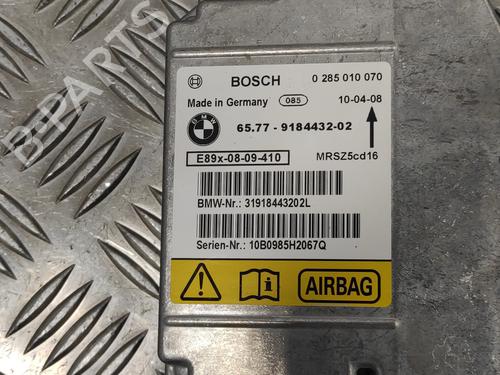 BOSCH 0 285 010 070
Made in Germany 085 10-04-08
BMW 65.77 - 9184432-02
E89x-08-09-410 MRSZ5cd16
BMW-Nr.: 31918443202L
Serien-Nr.: 10B0985H2067Q
AIRBAG
B-PARTS